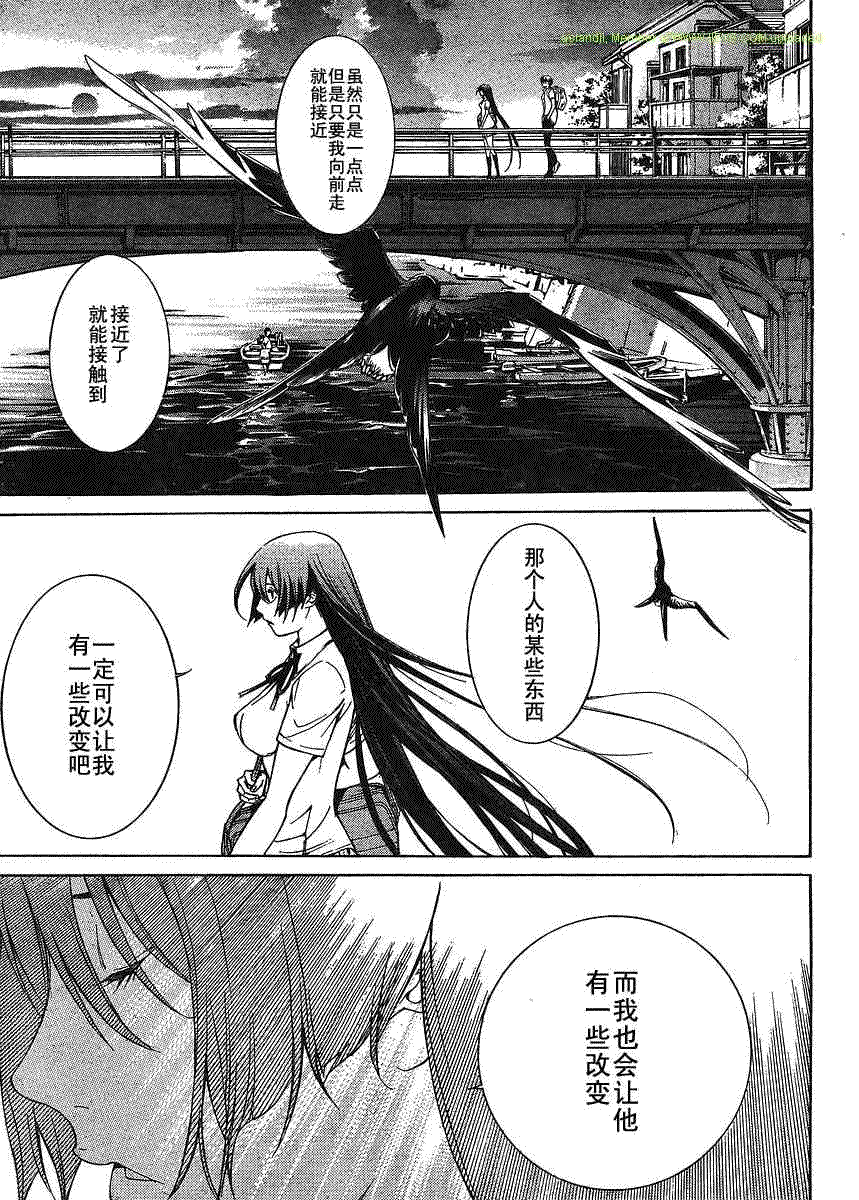 虽然只是一点点
但是只要我向前走
就能接近
接近了
就能接触到
那个人的某些东西
一定可以让我
有一些改变吧
而我也会让他
有一些改变